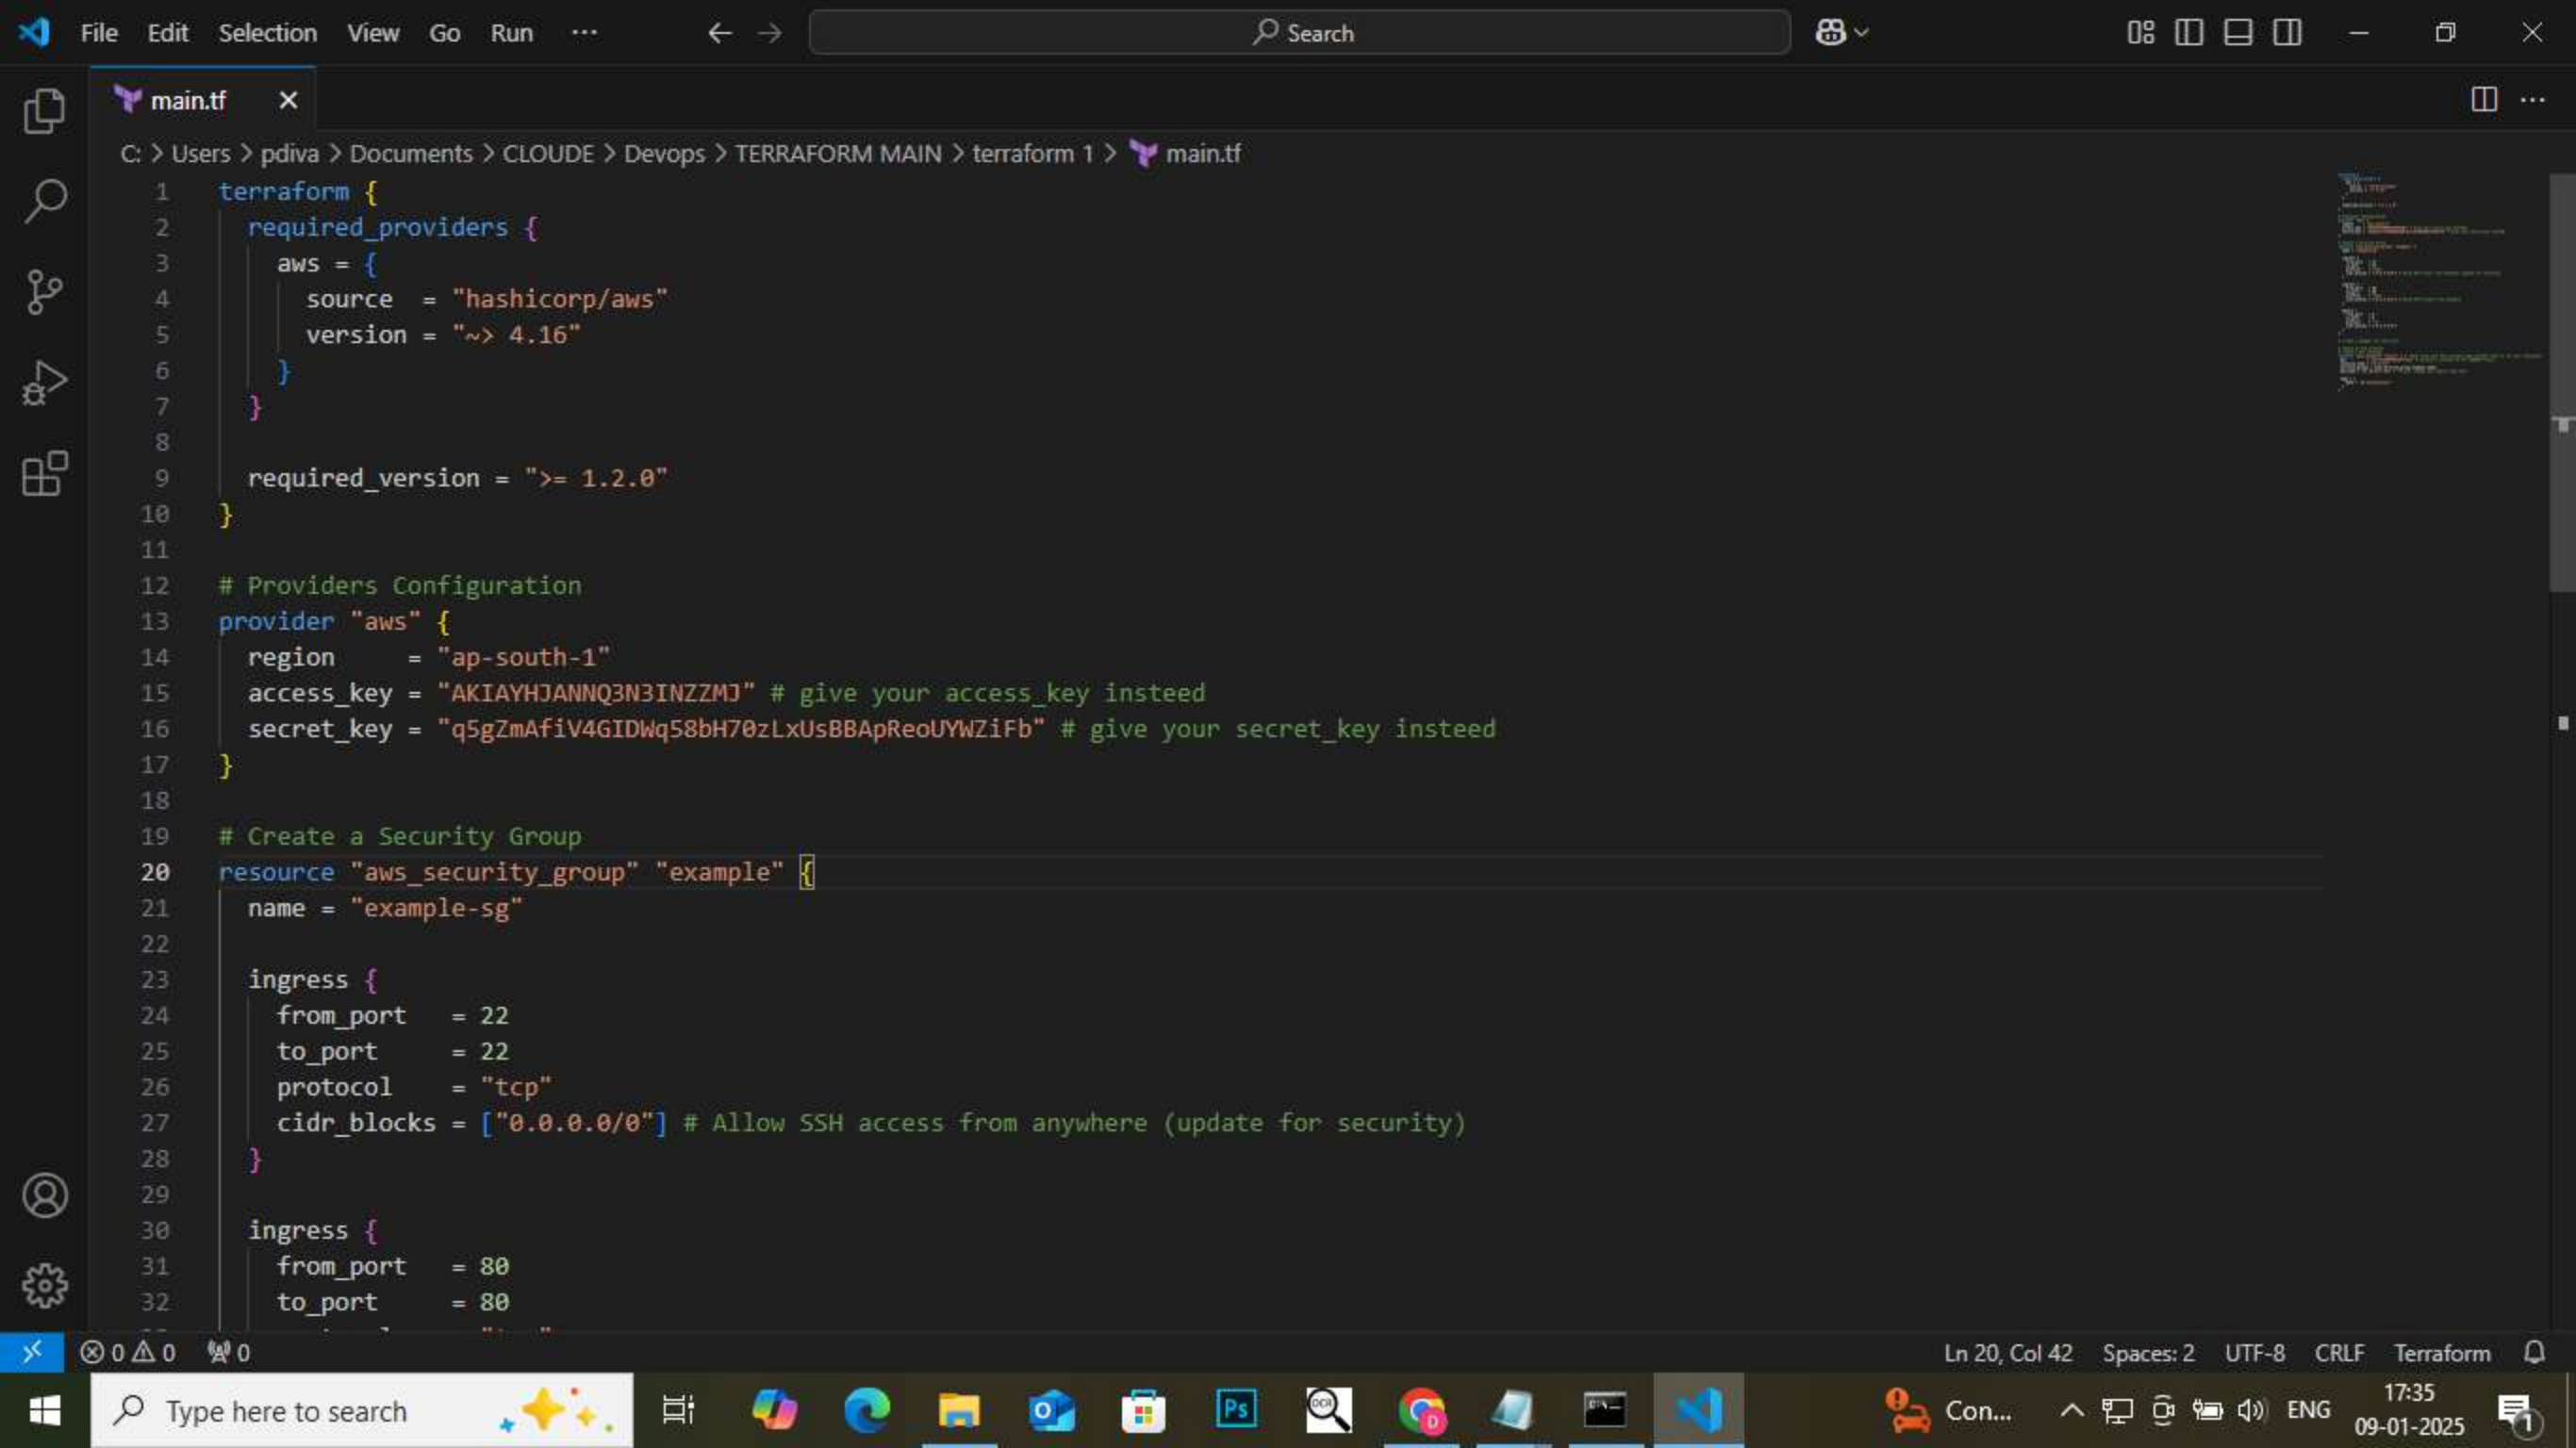 File Edit Selection View Go Run ··· Search
main.tf
C: > Users > pdiva > Documents > CLOUDE > Devops > TERRAFORM MAIN > terraform 1 > main.tf
1 terraform {
2 required_providers {
3 aws = {
4 source = "hashicorp/aws"
5 version = "~> 4.16"
6 }
7 }
8
9 required_version = ">= 1.2.0"
10 }
11
12 # Providers Configuration
13 provider "aws" {
14 region = "ap-south-1"
15 access_key = "AKIAYHJANNQ3N3INZZMJ" # give your access_key insteed
16 secret_key = "q5gZmAfiV4GIDWq58bH70zLxUsBBApReoUYWZiFb" # give your secret_key insteed
17 }
18
19 # Create a Security Group
20 resource "aws_security_group" "example" {
21 name = "example-sg"
22
23 ingress {
24 from_port = 22
25 to_port = 22
26 protocol = "tcp"
27 cidr_blocks = ["0.0.0.0/0"] # Allow SSH access from anywhere (update for security)
28 }
29
30 ingress {
31 from_port = 80
32 to_port = 80
0 0 0 Ln 20, Col 42 Spaces: 2 UTF-8 CRLF Terraform
Type here to search Ps OCR D Con... ENG 17:35
09-01-2025 1